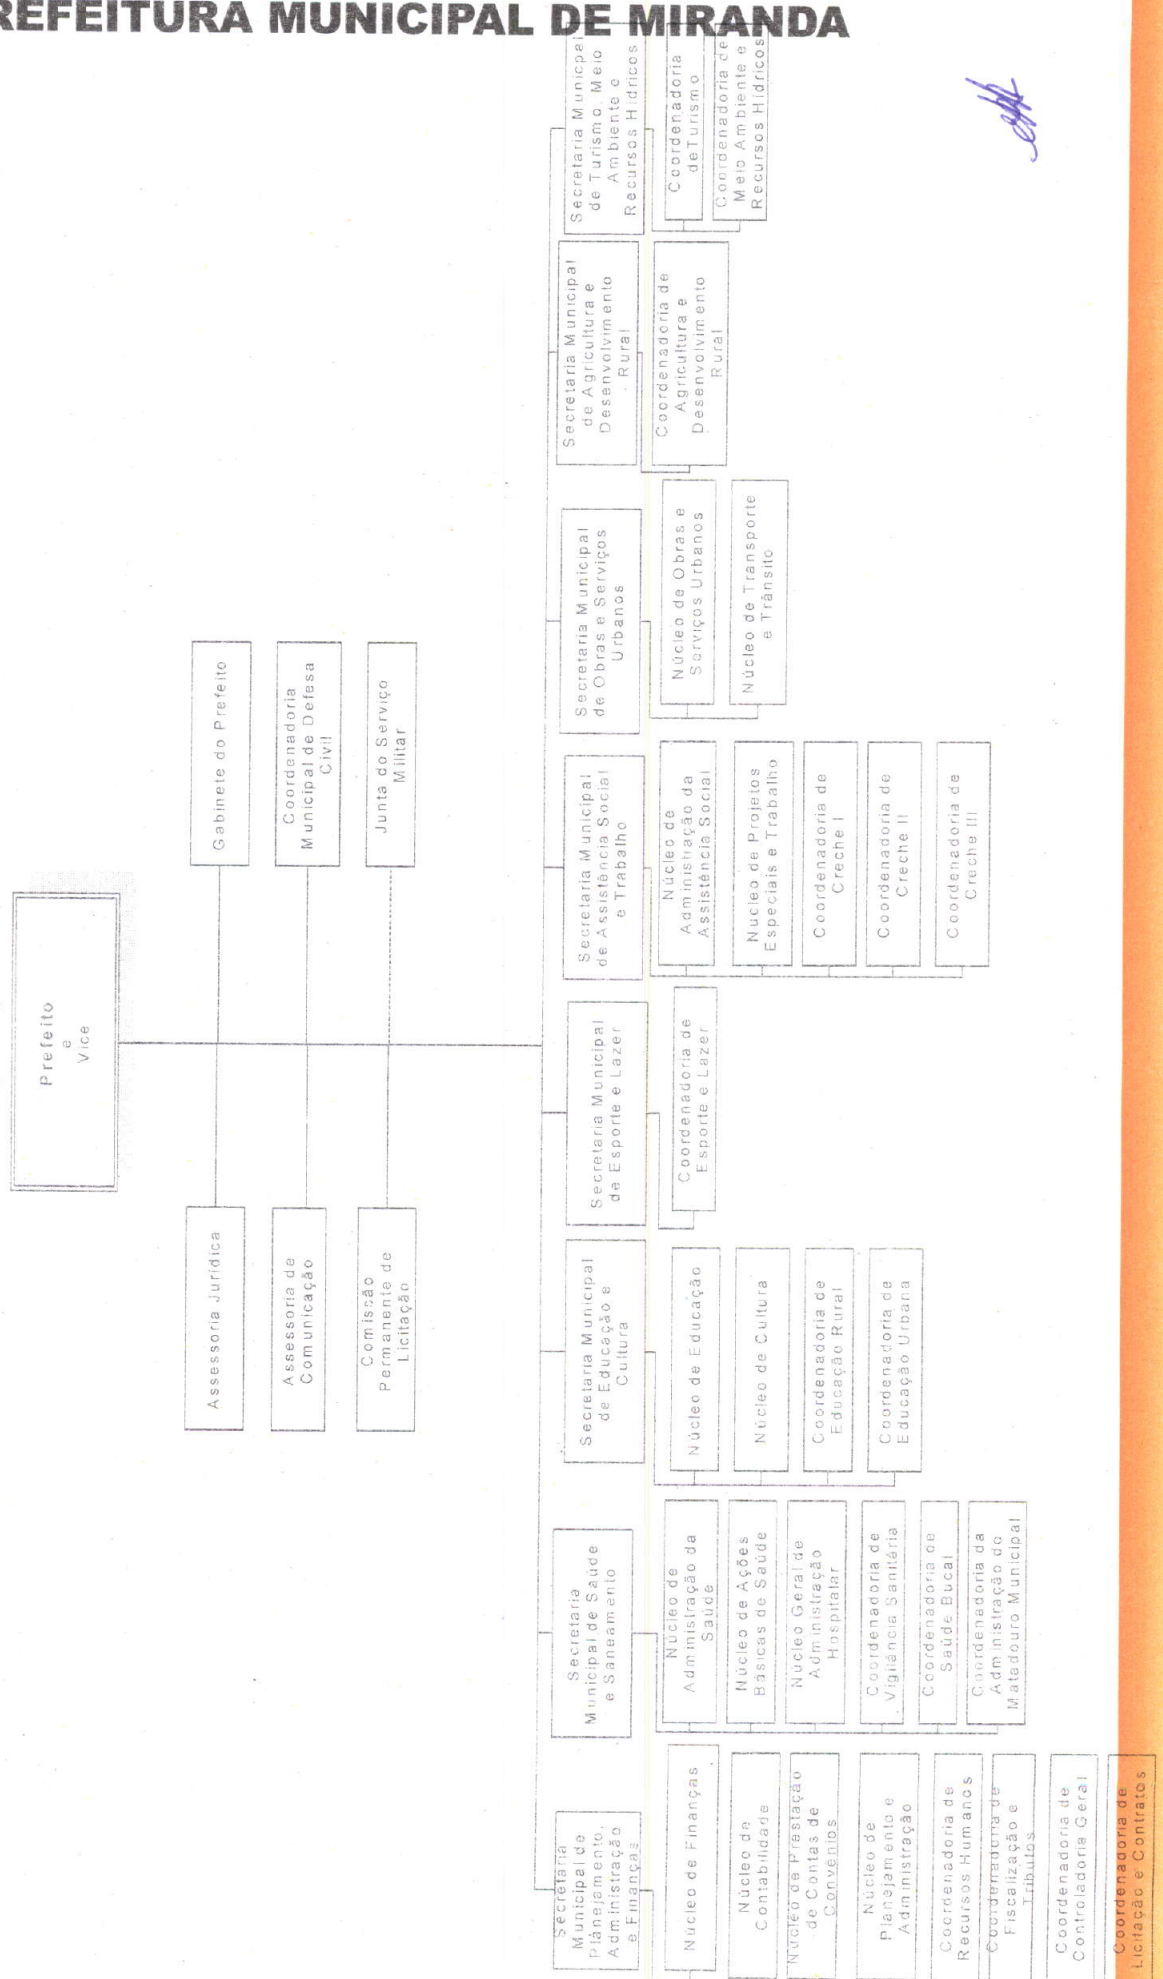 REFEITURA MUNICIPAL DE MIRANDA
Prefeito
e
Vice
Assessoria Jurídica
Gabinete do Prefeito
Assessoria de
Comunicação
Coordenadoria
Municipal de Defesa
Civil
Comissão
Permanente de
Licitação
Junta do Serviço
Militar
Secretaria
Municipal de
Planejamento,
Administração
e Finanças
Núcleo de Finanças
Núcleo de
Contabilidade
Núcleo de Prestação
de Contas de
Convênios
Núcleo de
Planejamento e
Administração
Coordenadoria de
Recursos Humanos
Coordenadoria de
Fiscalização e
Tributos
Coordenadoria de
Controladoria Geral
Coordenadoria de
Licitação e Contratos
Secretaria
Municipal de Saúde
e Saneamento
Núcleo de
Administração da
Saúde
Núcleo de Ações
Básicas de Saúde
Núcleo Geral de
Administração
Hospitalar
Coordenadoria de
Vigilância Sanitária
Coordenadoria de
Saúde Bucal
Coordenadoria da
Administração do
Matadouro Municipal
Secretaria Municipal
de Educação e
Cultura
Núcleo de Educação
Núcleo de Cultura
Coordenadoria de
Educação Rural
Coordenadoria de
Educação Urbana
Secretaria Municipal
de Esporte e Lazer
Coordenadoria de
Esporte e Lazer
Secretaria Municipal
de Assistência Social
e Trabalho
Núcleo de
Administração da
Assistência Social
Nucleo de Projetos
Especiais e Trabalho
Coordenadoria de
Creche I
Coordenadoria de
Creche II
Coordenadoria de
Creche III
Secretaria Municipal
de Obras e Serviços
Urbanos
Núcleo de Obras e
Serviços Urbanos
Núcleo de Transporte
e Trânsito
Secretaria Municipal
de Agricultura e
Desenvolvimento
Rural
Coordenadoria de
Agricultura e
Desenvolvimento
Rural
Secretaria Municpal
de Turismo, Meio
Ambiente e
Recursos Hídricos
Coordenadoria
deTurismo
Coordenadoria de
Meio Ambiente e
Recursos Hídricos